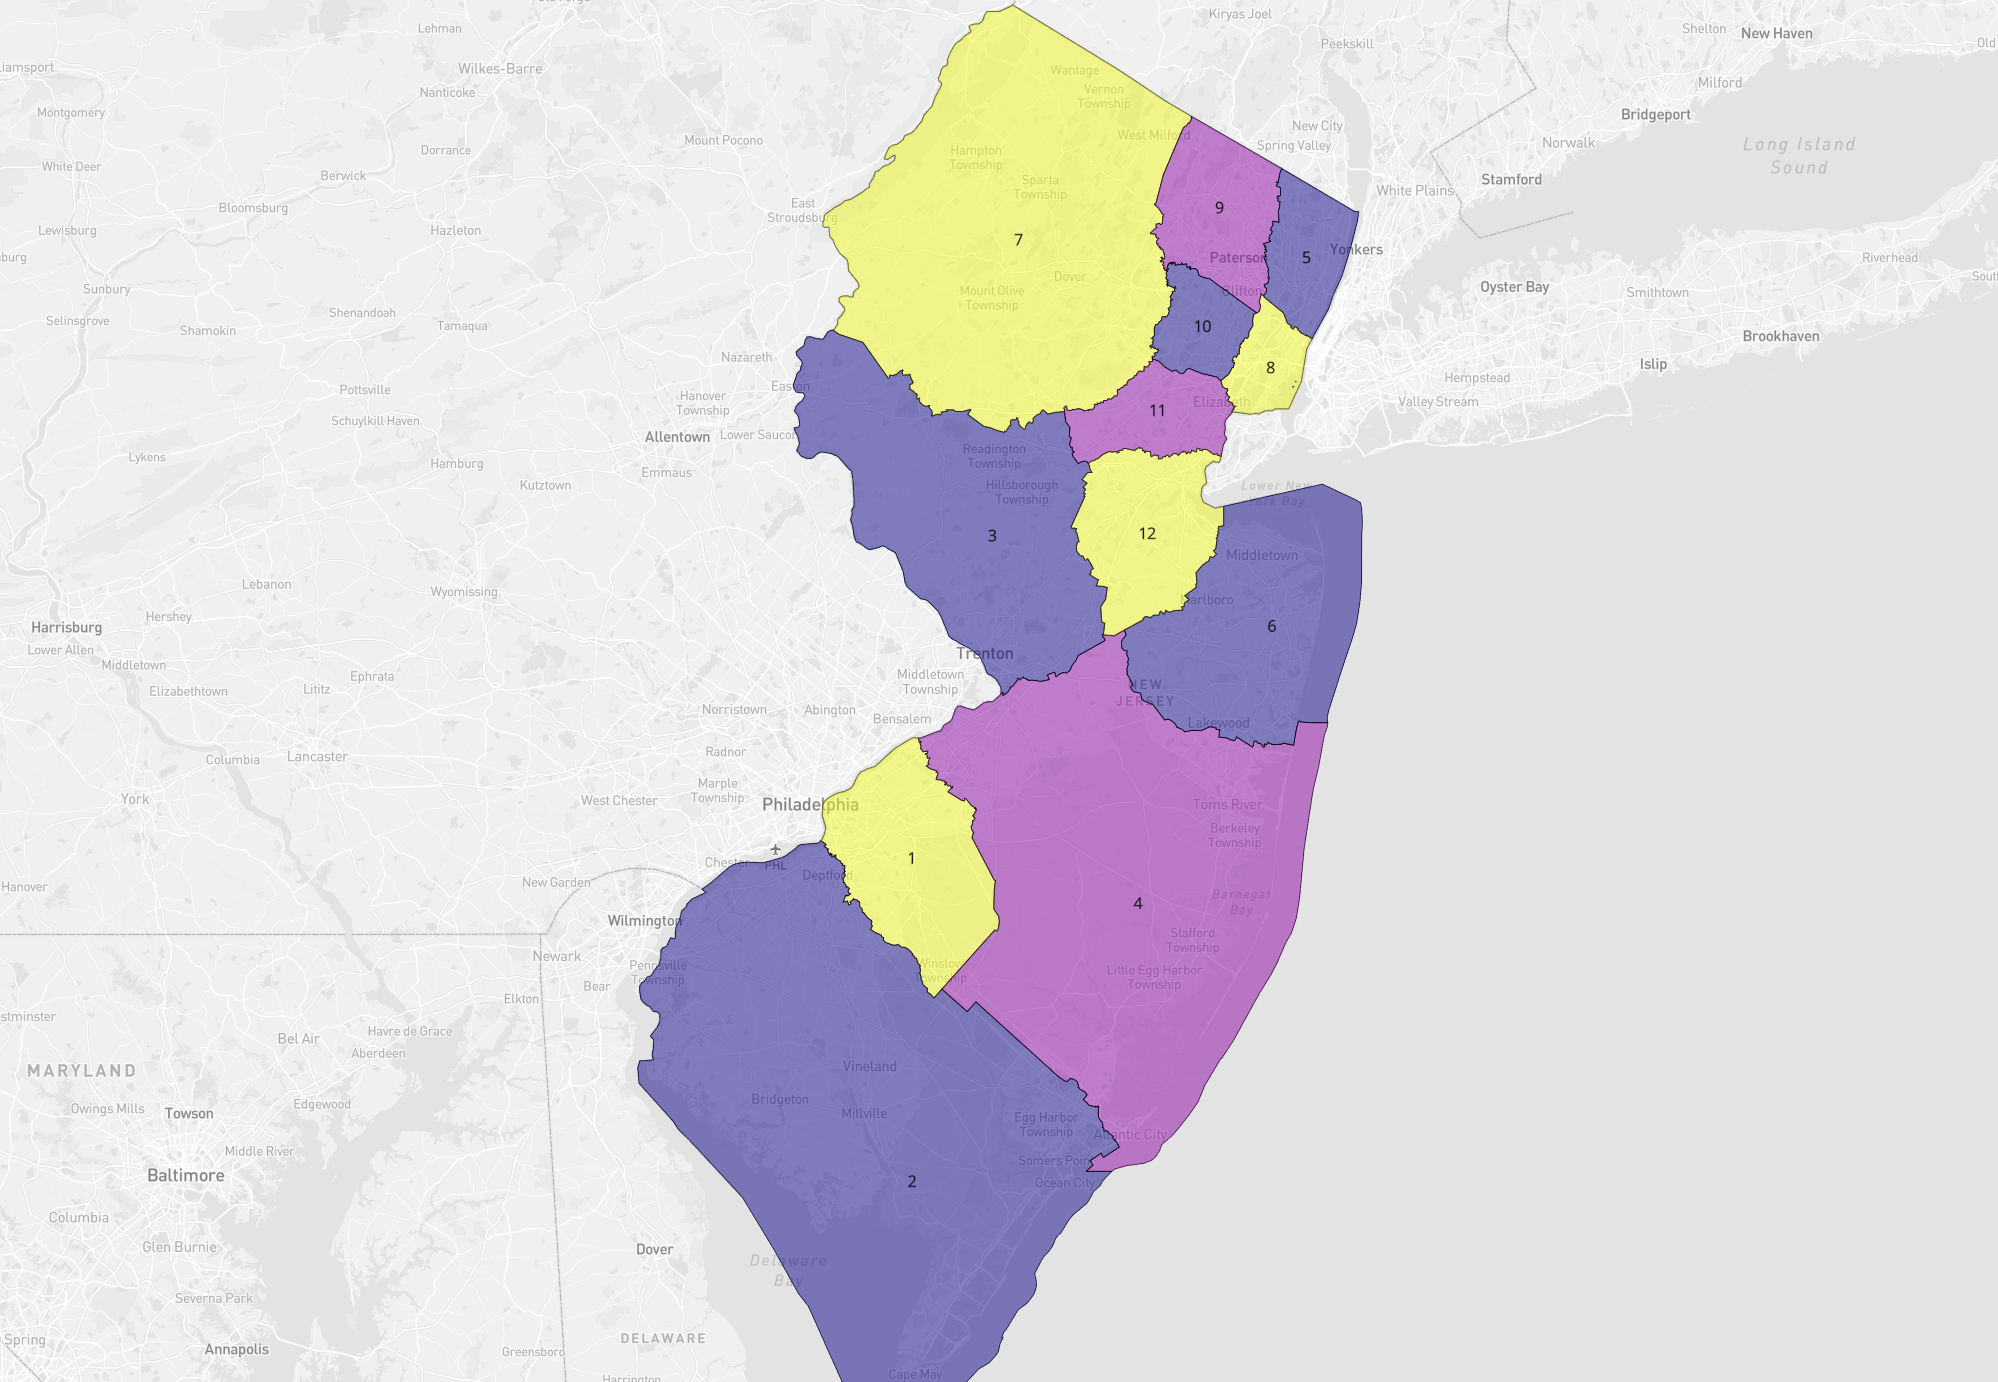 Lehman
Kiryas Joel
Shelton
New Haven
Old
Peekskill
Wantage
liamsport
Wilkes-Barre
Nanticoke
Vernon
Township
Milford
Montgomery
Bridgeport
New City
West Milford
Mount Pocono
Spring Valley
Norwalk
Long Island
Sound
Dorrance
Hampton
Township
White Deer
Berwick
Sparta
Township
Stamford
White Plains
East
Stroudsburg
Bloomsburg
9
Lewisburg
Hazleton
7
Yonkers
5
Paterson
Riverhead
burg
Sunbury
Dover
South
Mount Olive
Township
Clifton
Oyster Bay
Smithtown
Selinsgrove
Shamokin
Shenandoah
Tamaqua
10
Brookhaven
Nazareth
8
Islip
Pottsville
Easton
Hempstead
Hanover
Township
Elizabeth
Valley Stream
11
Schuylkill Haven
Allentown
Lower Saucon
Lykens
Hamburg
Emmaus
Readington
Township
Kutztown
Hillsborough
Township
Lower New
York Bay
3
12
Middletown
Lebanon
Wyomissing
Marlboro
Hershey
Harrisburg
6
Lower Allen
Middletown
Trenton
Ephrata
Middletown
Township
Elizabethtown
Lititz
NEW
JERSEY
Norristown
Abington
Bensalem
Lakewood
Columbia
Lancaster
Radnor
York
Marple
Township
West Chester
Philadelphia
Toms River
Berkeley
Township
Chester
PHL
1
Deptford
Hanover
New Garden
Barnegat
Bay
4
Wilmington
Stafford
Township
Newark
Pennsville
Township
Winslow
Township
Little Egg Harbor
Township
Bear
Elkton
stminster
Havre de Grace
Bel Air
Aberdeen
MARYLAND
Vineland
Owings Mills
Towson
Edgewood
Bridgeton
Millville
Egg Harbor
Township
Atlantic City
Middle River
Baltimore
Somers Point
2
Ocean City
Columbia
Glen Burnie
Dover
Delaware
Bay
Severna Park
Spring
Annapolis
DELAWARE
Greensboro
Harrington
Cape May